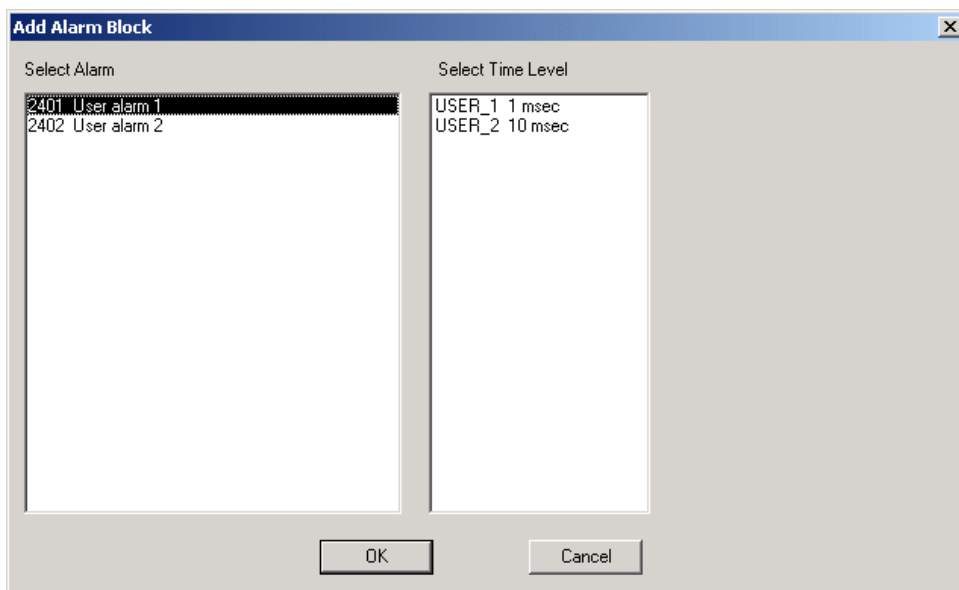 Add Alarm Block
Select Alarm
2401 User alarm 1
2402 User alarm 2
Select Time Level
USER_1 1 msec
USER_2 10 msec
OK
Cancel